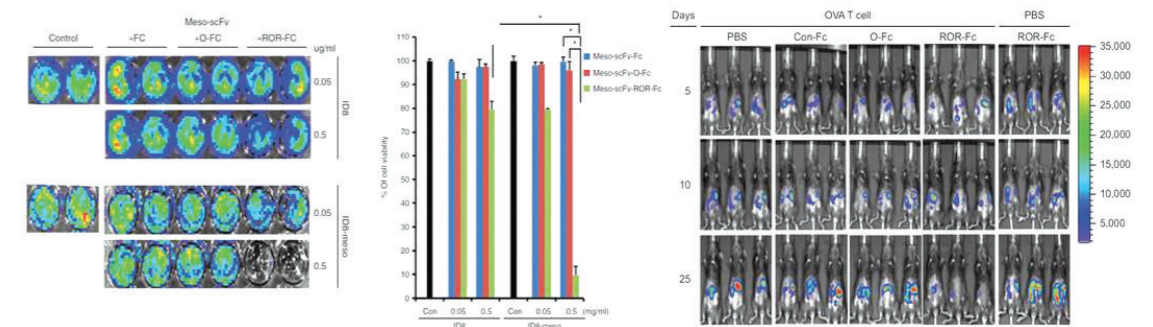 Meso-scFv
Control +FC +O-FC +ROR-FC
ug/ml
0.05
0.5
ID8
0.05
0.5
ID8-meso
% Of cell viability
110
100
90
80
70
60
50
40
30
20
10
0
*
*
*
Meso-scFv-Fc
Meso-scFv-O-Fc
Meso-scFv-ROR-Fc
Con 0.05 0.5 Con 0.05 0.5 (mg/ml)
ID8 ID8-meso
Days OVA T cell PBS
PBS Con-Fc O-Fc ROR-Fc ROR-Fc
5
10
25
35,000
30,000
25,000
20,000
15,000
10,000
5,000